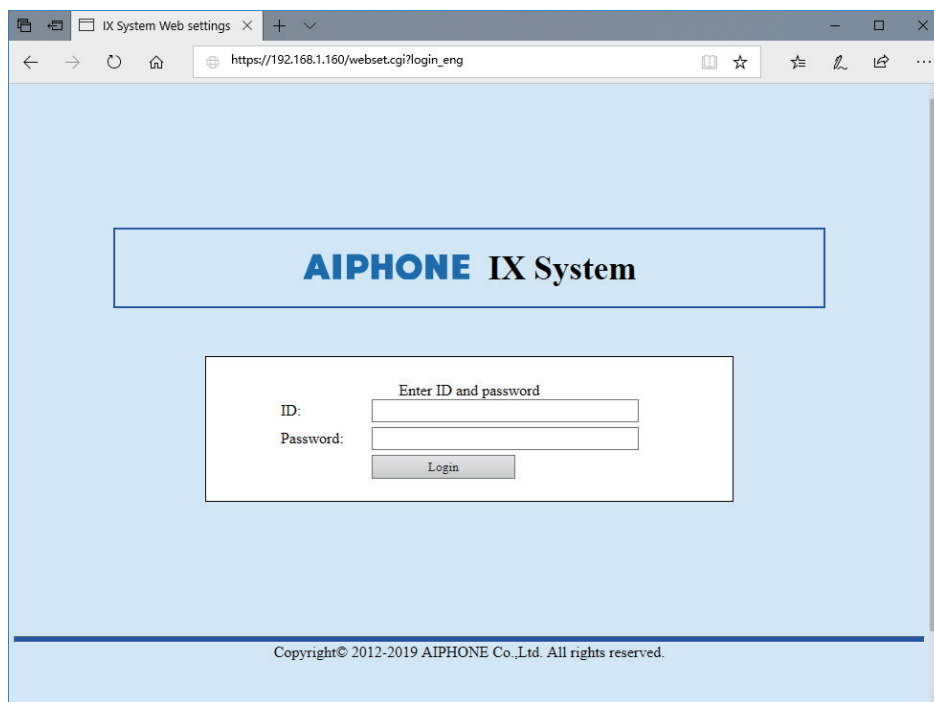 IX System Web settings
https://192.168.1.160/webset.cgi?login_eng
AIPHONE IX System
Enter ID and password
ID:
Password:
Login
Copyright© 2012-2019 AIPHONE Co.,Ltd. All rights reserved.